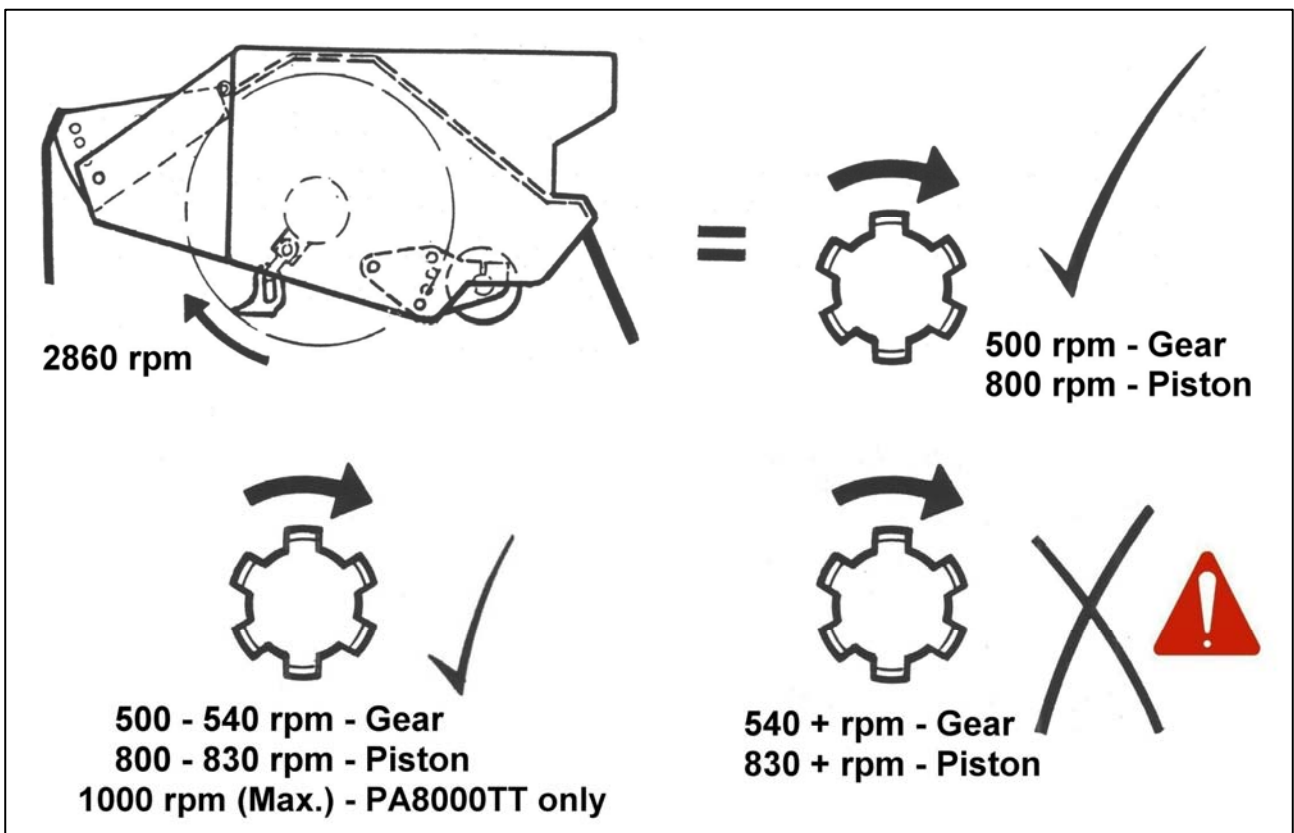 2860 rpm
=
500 rpm - Gear
800 rpm - Piston
500 - 540 rpm - Gear
800 - 830 rpm - Piston
1000 rpm (Max.) - PA8000TT only
540 + rpm - Gear
830 + rpm - Piston
!